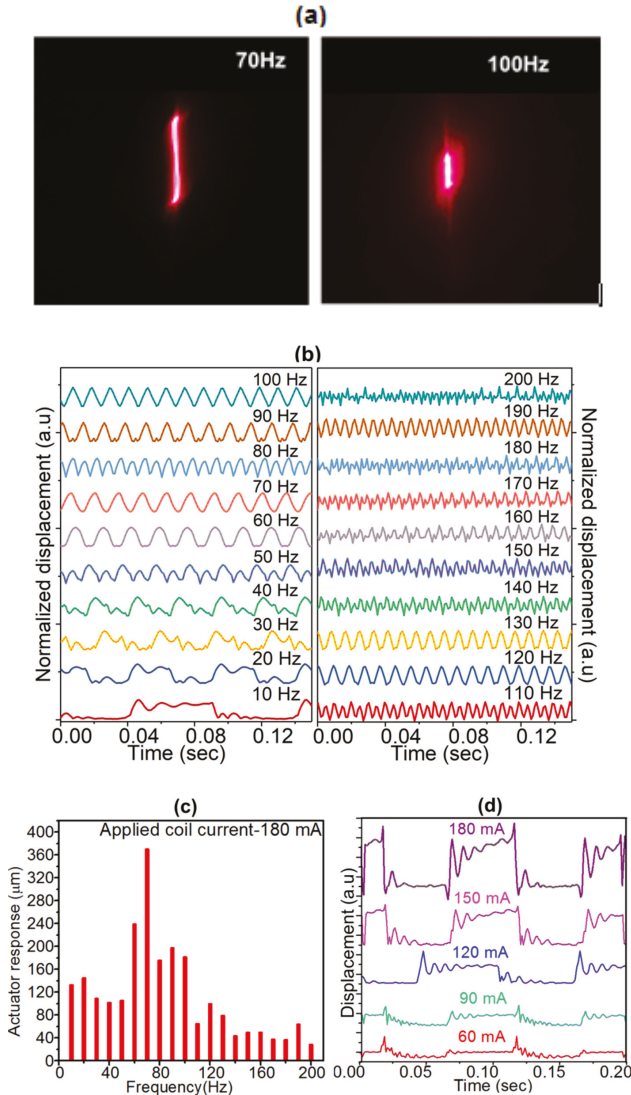 (a)
70Hz
100Hz
(b)
Normalized displacement (a.u)
100 Hz
90 Hz
80 Hz
70 Hz
60 Hz
50 Hz
40 Hz
30 Hz
20 Hz
10 Hz
0.00 0.04 0.08 0.12
Time (sec)
200 Hz
190 Hz
180 Hz
170 Hz
160 Hz
150 Hz
140 Hz
130 Hz
120 Hz
110 Hz
0.00 0.04 0.08 0.12
Time (sec)
Normalized displacement (a.u)
(c)
Applied coil current-180 mA
Actuator response (μm)
400
360
320
280
240
200
160
120
80
40
0
0 40 80 120 160 200
Frequency(Hz)
(d)
Displacement (a.u)
180 mA
150 mA
120 mA
90 mA
60 mA
0.00 0.05 0.10 0.15 0.20
Time (sec)